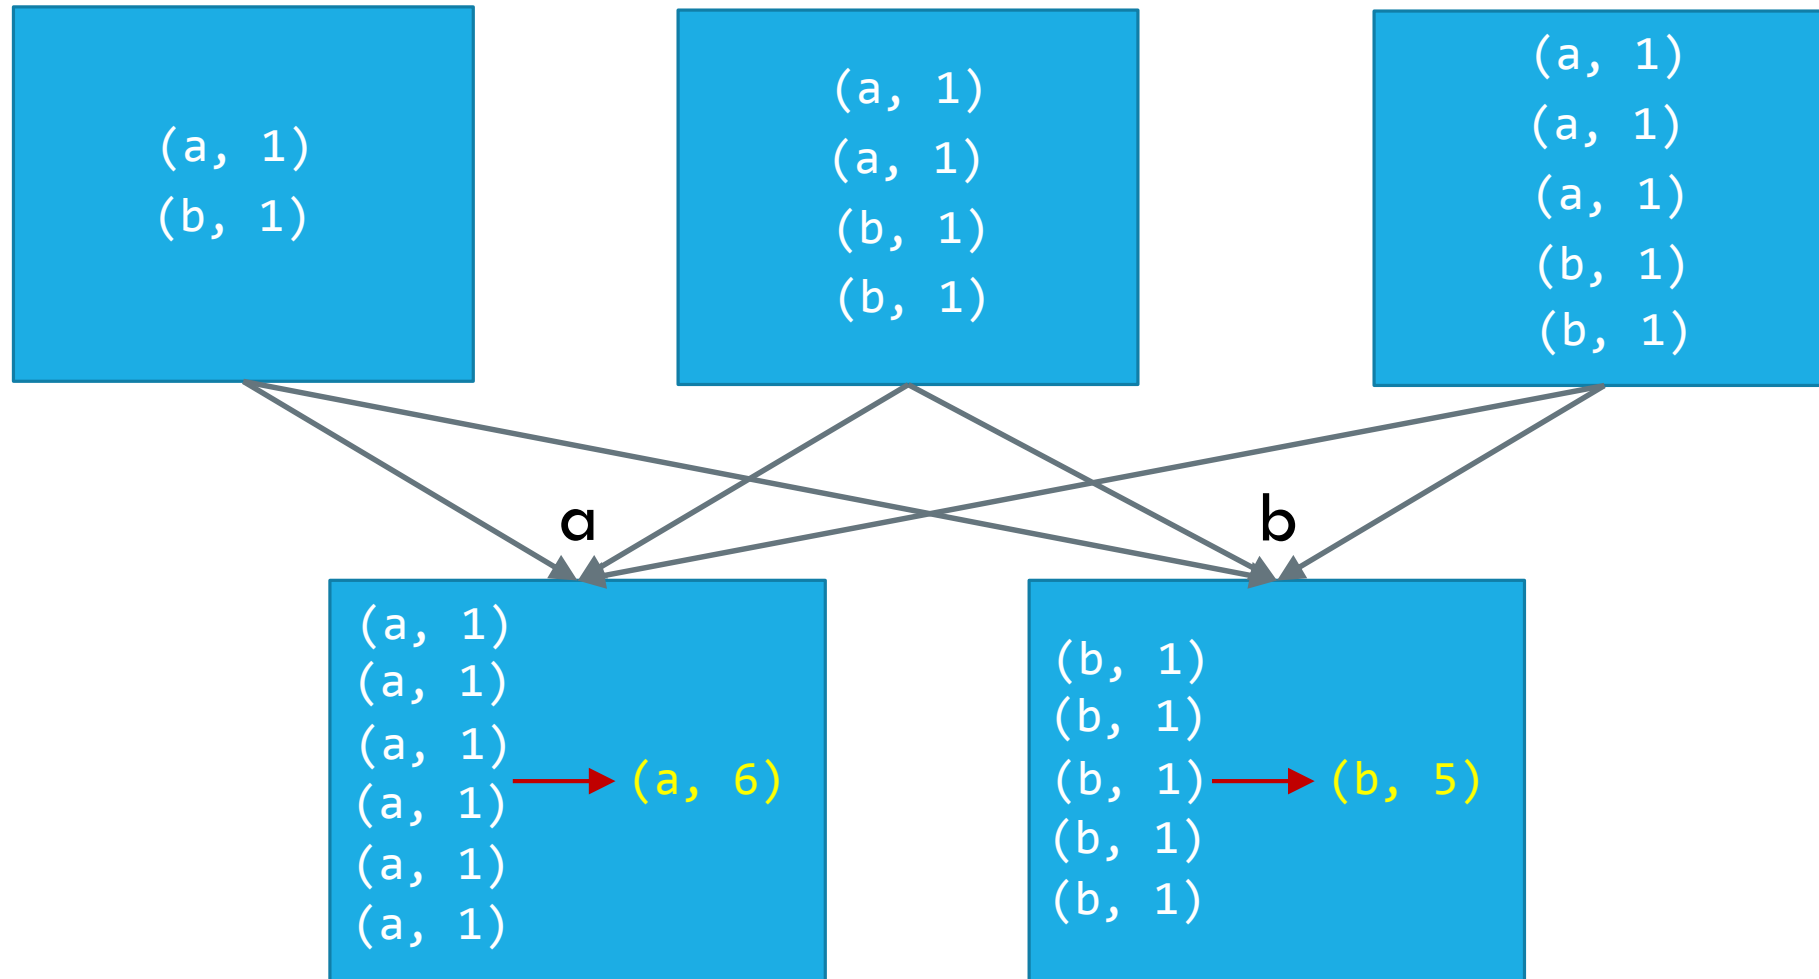 (a, 1)
(b, 1)
(a, 1)
(a, 1)
(b, 1)
(b, 1)
(a, 1)
(a, 1)
(a, 1)
(b, 1)
(b, 1)
a
b
(a, 1)
(a, 1)
(a, 1)
(a, 1)
(a, 1)
(a, 1)
(a, 6)
(b, 1)
(b, 1)
(b, 1)
(b, 1)
(b, 1)
(b, 5)